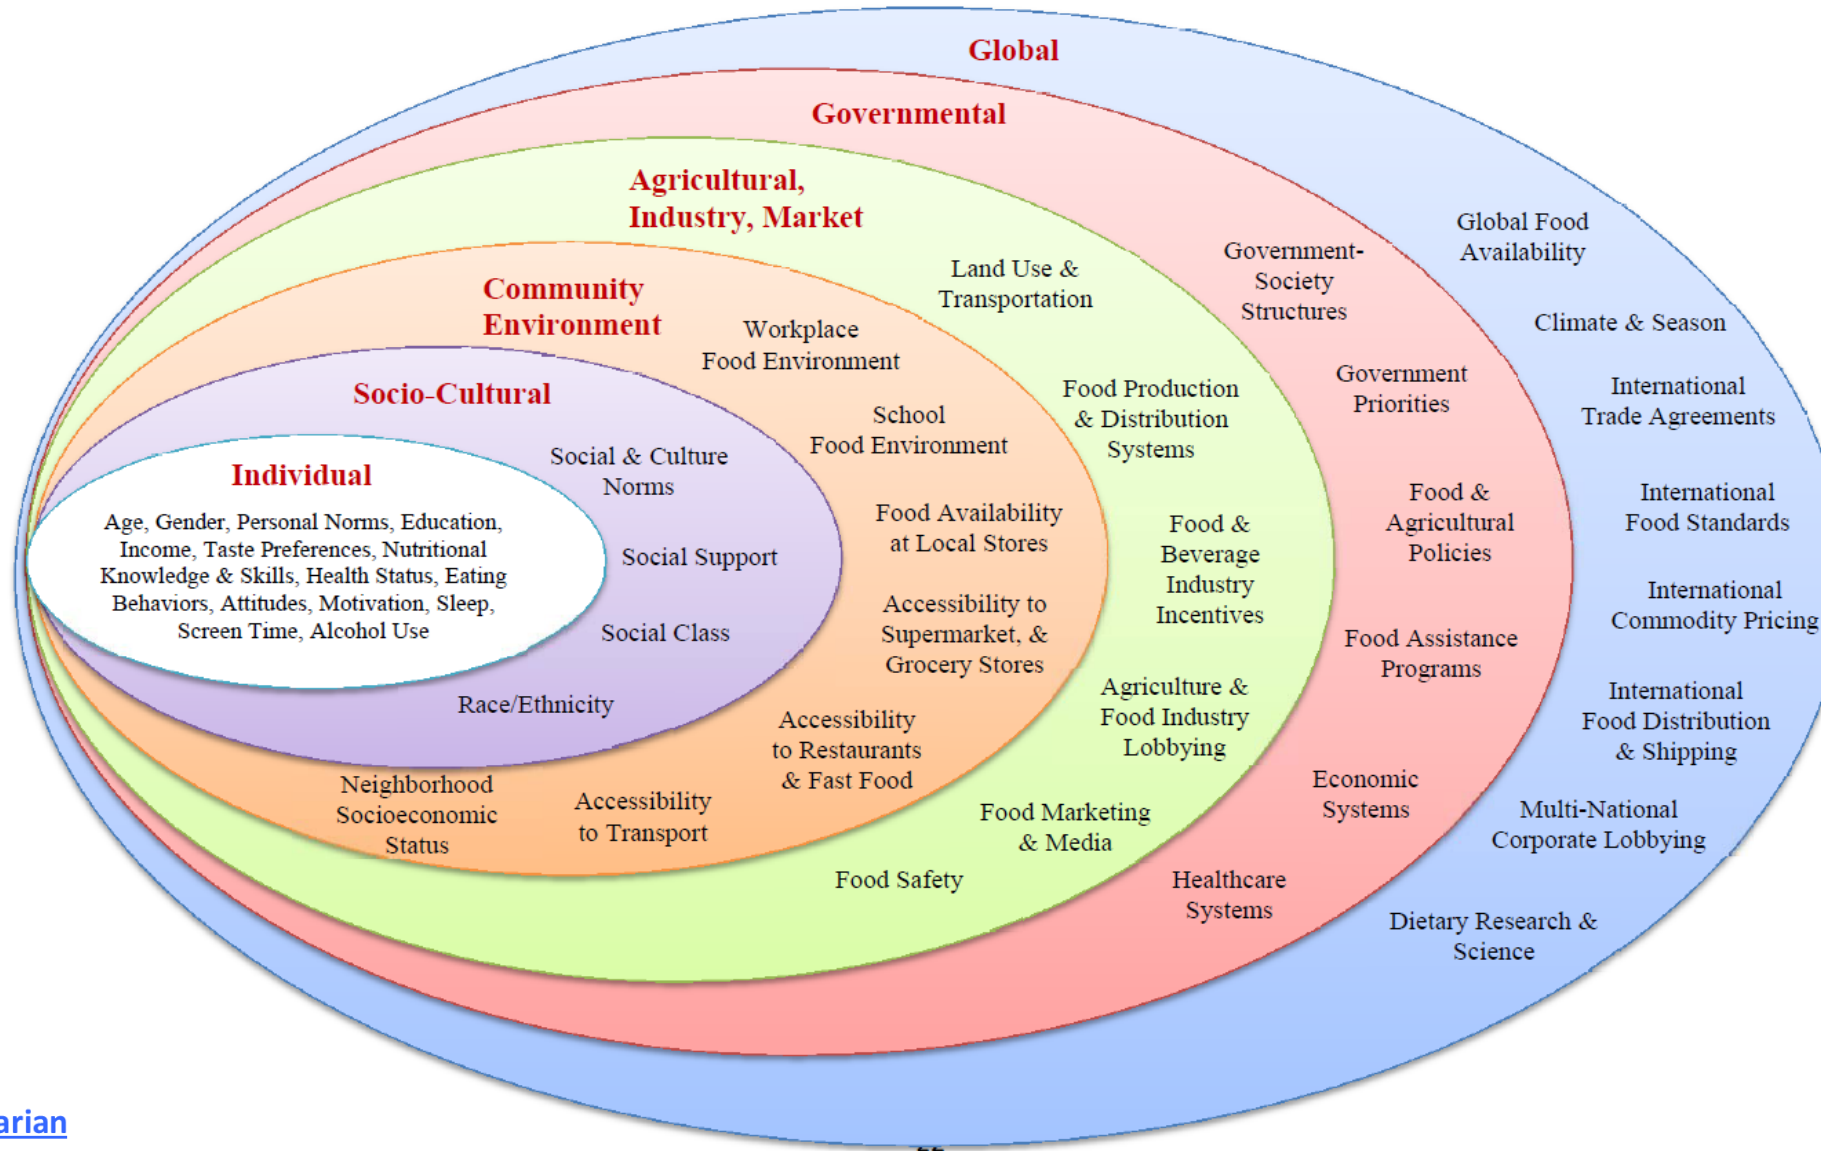 Global
Governmental
Agricultural,
Industry, Market
Community
Environment
Socio-Cultural
Individual
Age, Gender, Personal Norms, Education,
Income, Taste Preferences, Nutritional
Knowledge & Skills, Health Status, Eating
Behaviors, Attitudes, Motivation, Sleep,
Screen Time, Alcohol Use
Social & Culture
Norms
Social Support
Social Class
Race/Ethnicity
Workplace
Food Environment
School
Food Environment
Food Availability
at Local Stores
Accessibility to
Supermarket, &
Grocery Stores
Accessibility
to Restaurants
& Fast Food
Accessibility
to Transport
Neighborhood
Socioeconomic
Status
Land Use &
Transportation
Food Production
& Distribution
Systems
Food &
Beverage
Industry
Incentives
Agriculture &
Food Industry
Lobbying
Food Marketing
& Media
Food Safety
Government-
Society
Structures
Government
Priorities
Food &
Agricultural
Policies
Food Assistance
Programs
Economic
Systems
Healthcare
Systems
Global Food
Availability
Climate & Season
International
Trade Agreements
International
Food Standards
International
Commodity Pricing
International
Food Distribution
& Shipping
Multi-National
Corporate Lobbying
Dietary Research &
Science
arian